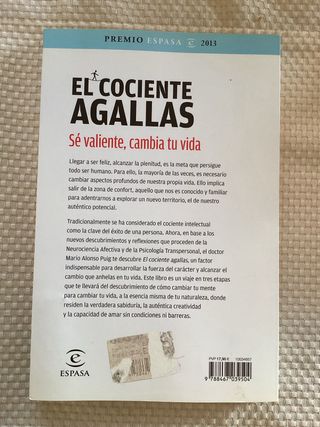 PREMIO ESPASA e 2013
EL COCIENTE
AGALLAS
Sé valiente, cambia tu vida
Llegar a ser feliz, alcanzar la plenitud, es la meta que persigue
todo ser humano. Para ello, la mayoría de las veces, es necesario
cambiar aspectos profundos de nuestra propia vida. Ello implica
salir de la zona de confort, aquello que nos es conocido y familiar
para adentrarnos a explorar un nuevo territorio, el de nuestro
auténtico potencial.
Tradicionalmente se ha considerado el cociente intelectual
como la clave del éxito de una persona. Ahora, en base a los
nuevos descubrimientos y reflexiones que proceden de la
Neurociencia Afectiva y de la Psicología Transpersonal, el doctor
Mario Alonso Puig te descubre El cociente agallas, un factor
indispensable para desarrollar la fuerza del carácter y alcanzar el
cambio que anhelas en tu vida. Este libro es un viaje en tres etapas
que te llevará del descubrimiento de cómo cambiar tu mente
para cambiar tu vida, a la esencia misma de tu naturaleza, donde
residen la verdadera sabiduría, la auténtica creatividad
y la capacidad de amar sin condiciones ni barreras.
PVP 17,90 € 10034657
9 788467 039504
e
ESPASA